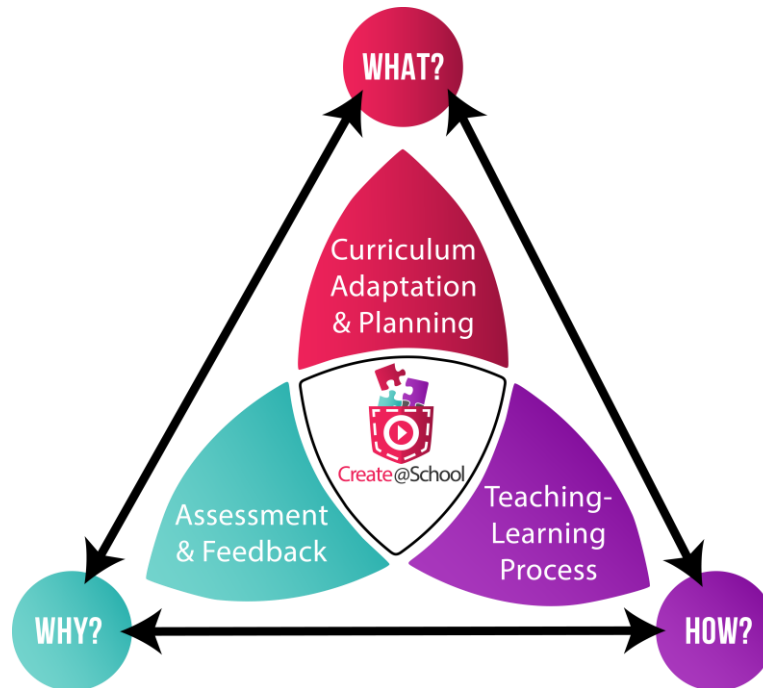 WHAT?
Curriculum
Adaptation
& Planning
Create@School
Assessment
& Feedback
Teaching-
Learning
Process
WHY?
HOW?